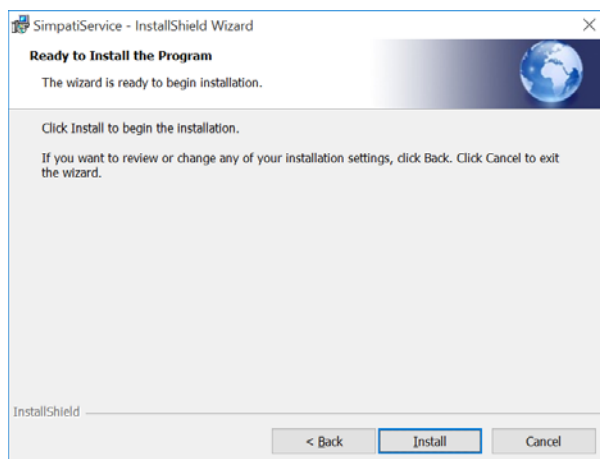 SimpatiService - InstallShield Wizard
Ready to Install the Program
The wizard is ready to begin installation.
Click Install to begin the installation.
If you want to review or change any of your installation settings, click Back. Click Cancel to exit
the wizard.
InstallShield
< Back
Install
Cancel